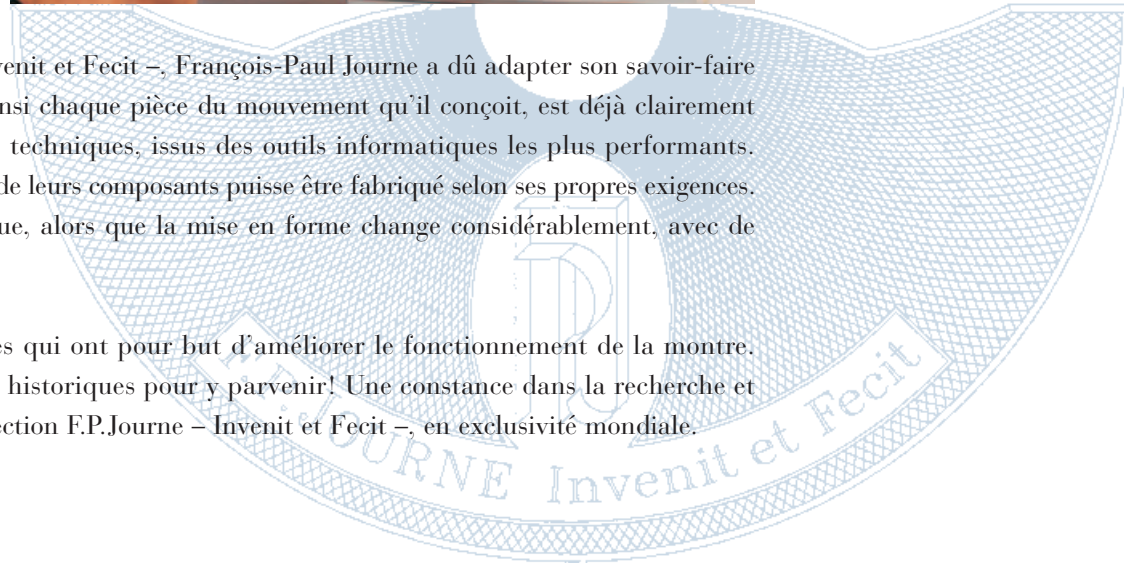 venit et Fecit –, François-Paul Journe a dû adapter son savoir-faire
insi chaque pièce du mouvement qu'il conçoit, est déjà clairement
techniques, issus des outils informatiques les plus performants.
de leurs composants puisse être fabriqué selon ses propres exigences.
ue, alors que la mise en forme change considérablement, avec de
es qui ont pour but d'améliorer le fonctionnement de la montre.
historiques pour y parvenir! Une constance dans la recherche et
ection F.P.Journe – Invenit et Fecit –, en exclusivité mondiale.
F.P.JOURNE Invenit et Fecit